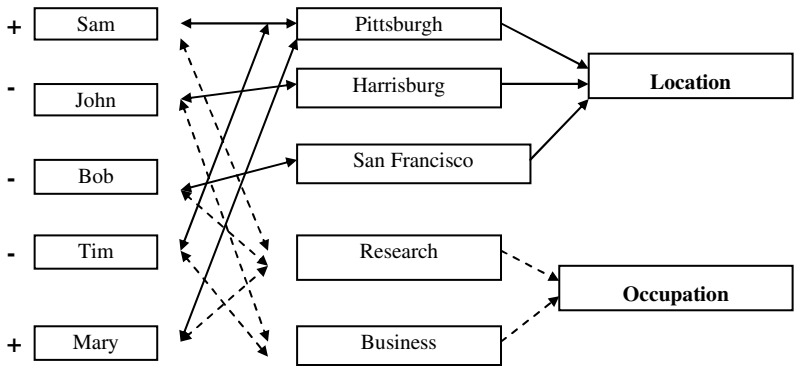 + Sam Pittsburgh
- John Harrisburg Location
- Bob San Francisco
- Tim Research
Occupation
+ Mary Business